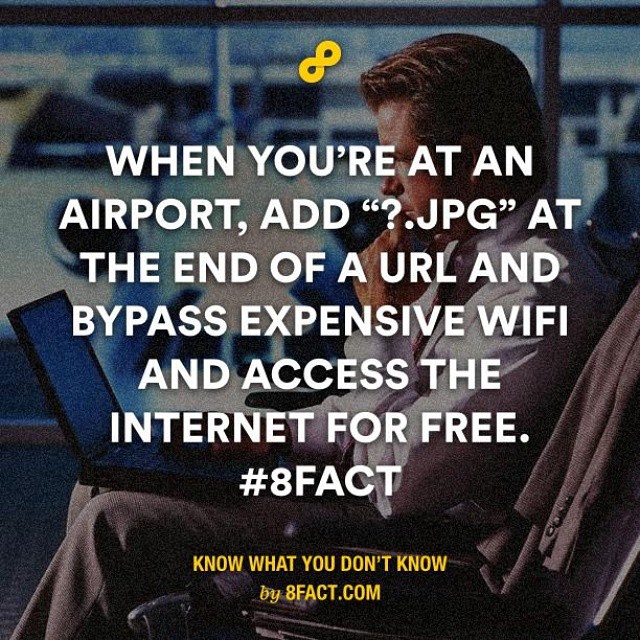 WHEN YOU’RE AT AN
AIRPORT, ADD “?.JPG” AT
THE END OF A URL AND
BYPASS EXPENSIVE WIFI
AND ACCESS THE
INTERNET FOR FREE.
#8FACT
KNOW WHAT YOU DON'T KNOW
by 8FACT.COM